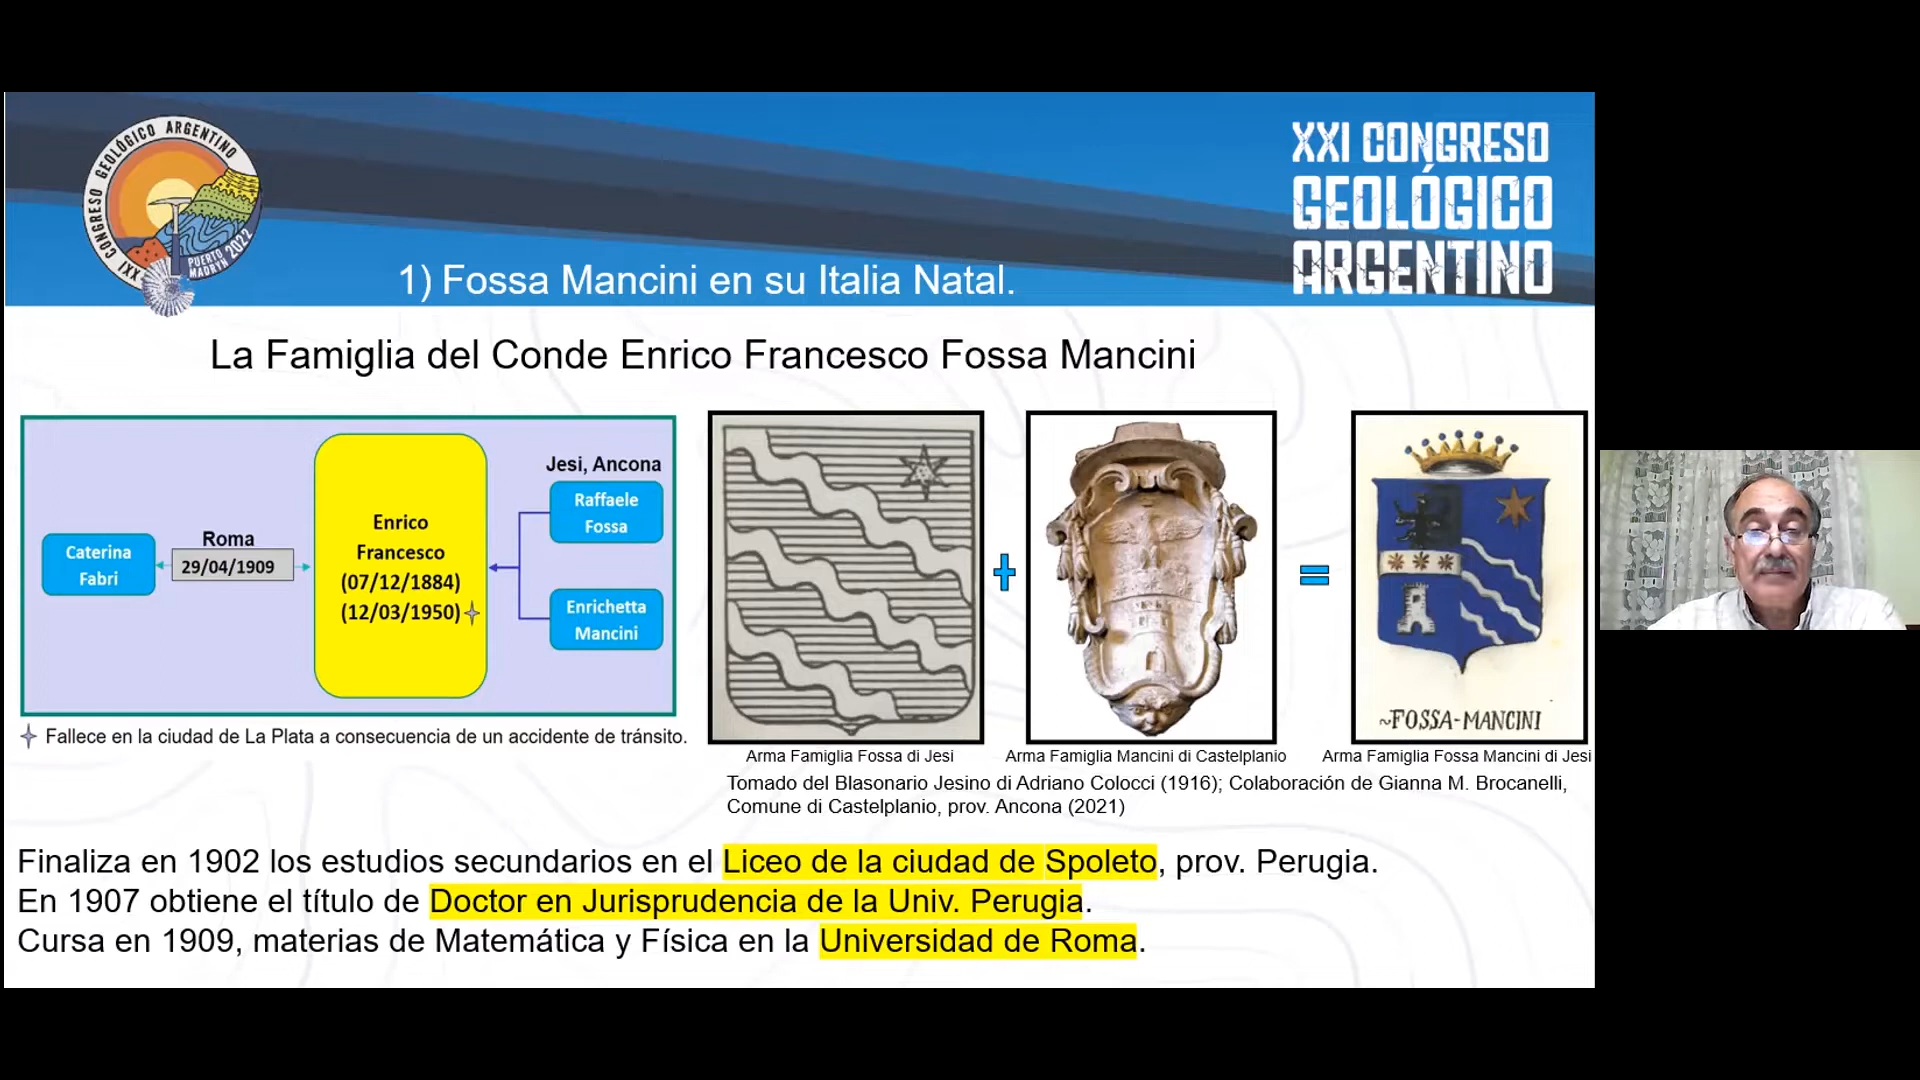 XXI CONGRESO GEOLÓGICO ARGENTINO
PUERTO
MADRYN 2022
XXI CONGRESO
GEOLÓGICO
ARGENTINO
1) Fossa Mancini en su Italia Natal.
La Famiglia del Conde Enrico Francesco Fossa Mancini
Caterina
Fabri
Roma
29/04/1909
Enrico
Francesco
(07/12/1884)
(12/03/1950)
Jesi, Ancona
Raffaele
Fossa
Enrichetta
Mancini
Fallece en la ciudad de La Plata a consecuencia de un accidente de tránsito.
+
=
~FOSSA-MANCINI
Arma Famiglia Fossa di Jesi
Arma Famiglia Mancini di Castelplanio
Arma Famiglia Fossa Mancini di Jesi
Tomado del Blasonario Jesino di Adriano Colocci (1916); Colaboración de Gianna M. Brocanelli,
Comune di Castelplanio, prov. Ancona (2021)
Finaliza en 1902 los estudios secundarios en el Liceo de la ciudad de Spoleto, prov. Perugia.
En 1907 obtiene el título de Doctor en Jurisprudencia de la Univ. Perugia.
Cursa en 1909, materias de Matemática y Física en la Universidad de Roma.